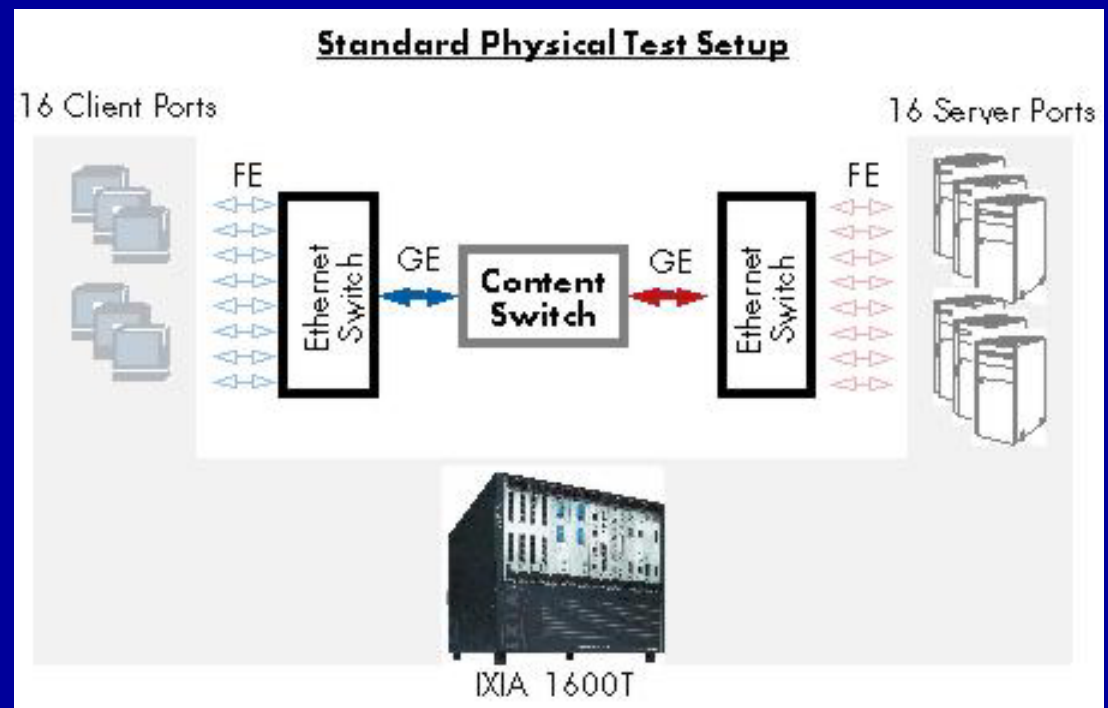 Standard Physical Test Setup
16 Client Ports
16 Server Ports
FE
FE
Ethernet
Switch
GE
Content
Switch
GE
Ethernet
Switch
IXIA 1600T